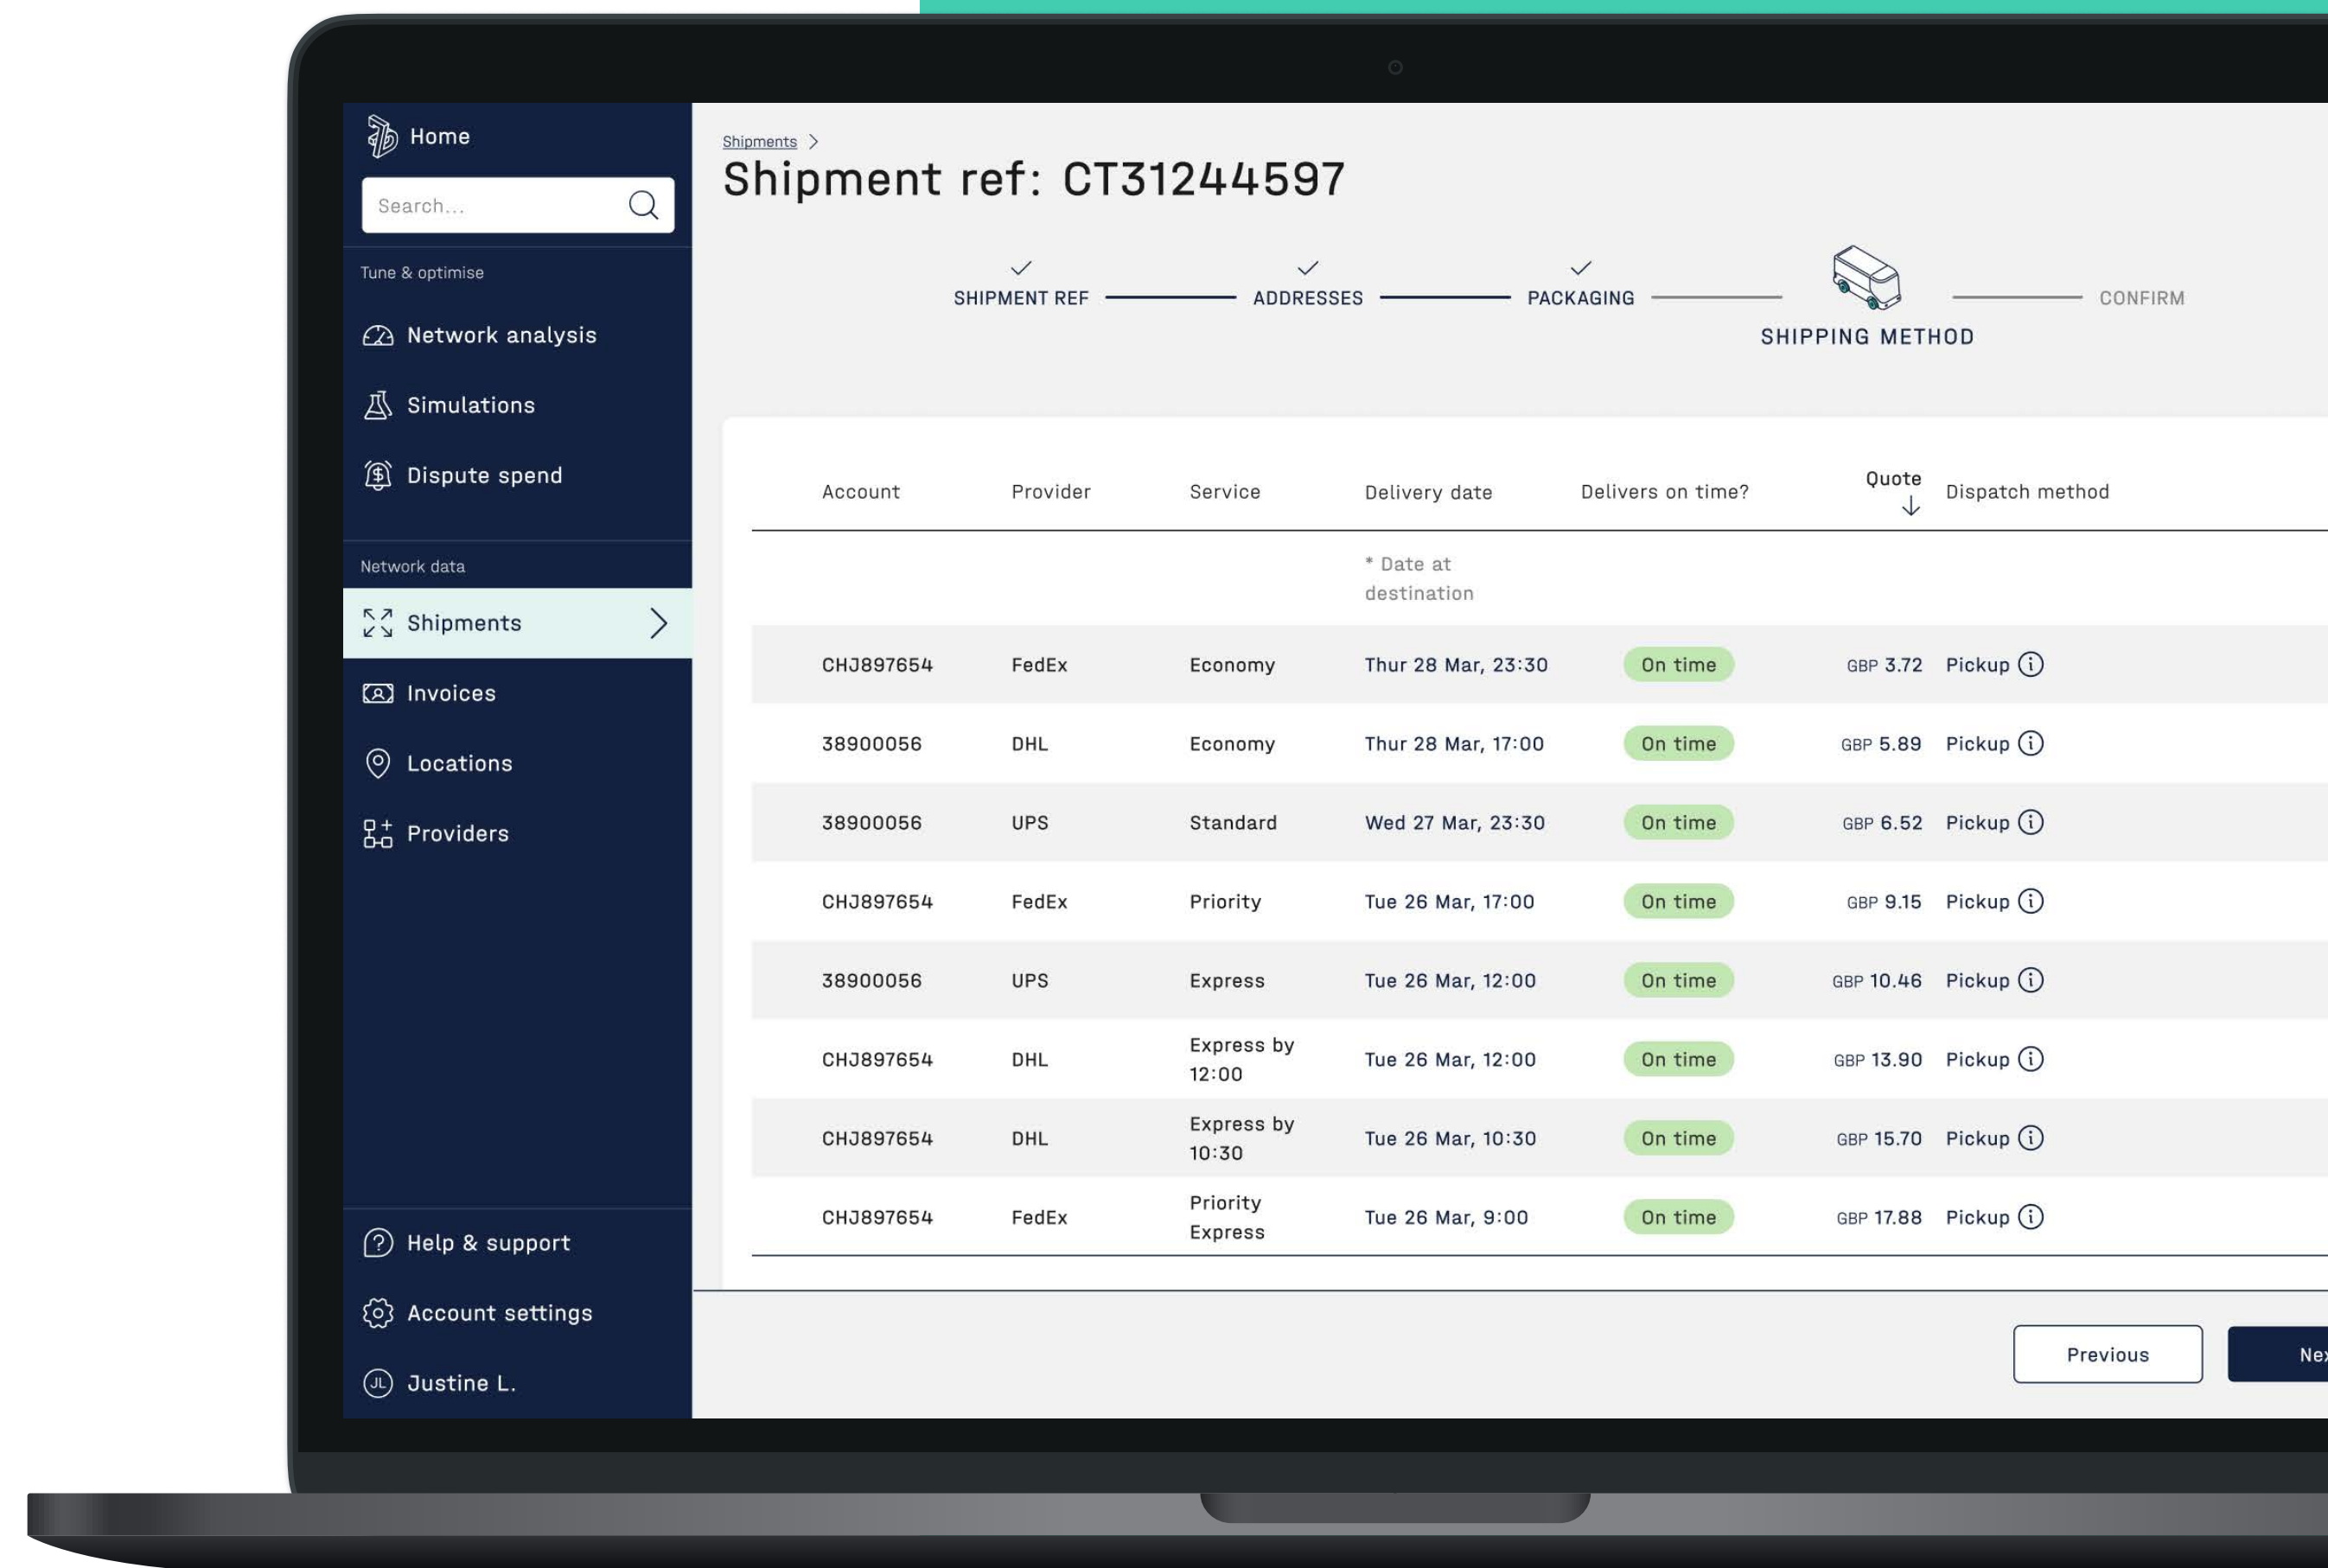 Home
Search...
Tune & optimise
Network analysis
Simulations
Dispute spend
Network data
Shipments
Invoices
Locations
Providers
Help & support
Account settings
JL Justine L.
Shipments
Shipment ref: CT31244597
SHIPMENT REF ADDRESSES PACKAGING CONFIRM
SHIPPING METHOD
Account Provider Service Delivery date Delivers on time? Quote Dispatch method
* Date at
destination
CHJ897654 FedEx Economy Thur 28 Mar, 23:30 On time GBP 3.72 Pickup
38900056 DHL Economy Thur 28 Mar, 17:00 On time GBP 5.89 Pickup
38900056 UPS Standard Wed 27 Mar, 23:30 On time GBP 6.52 Pickup
CHJ897654 FedEx Priority Tue 26 Mar, 17:00 On time GBP 9.15 Pickup
38900056 UPS Express Tue 26 Mar, 12:00 On time GBP 10.46 Pickup
CHJ897654 DHL Express by
12:00 Tue 26 Mar, 12:00 On time GBP 13.90 Pickup
CHJ897654 DHL Express by
10:30 Tue 26 Mar, 10:30 On time GBP 15.70 Pickup
CHJ897654 FedEx Priority
Express Tue 26 Mar, 9:00 On time GBP 17.88 Pickup
Previous